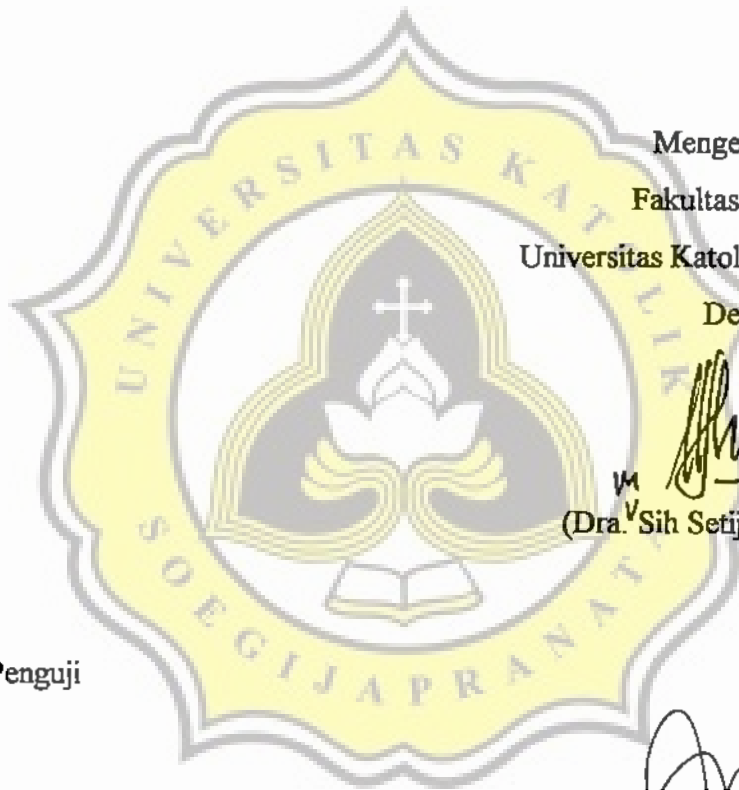 Menge
Fakultas
Universitas Katol
De
(Dra. Sih Setij
Penguji
UNIVERSITAS KATOLIK
SOEGIJAPRANATA